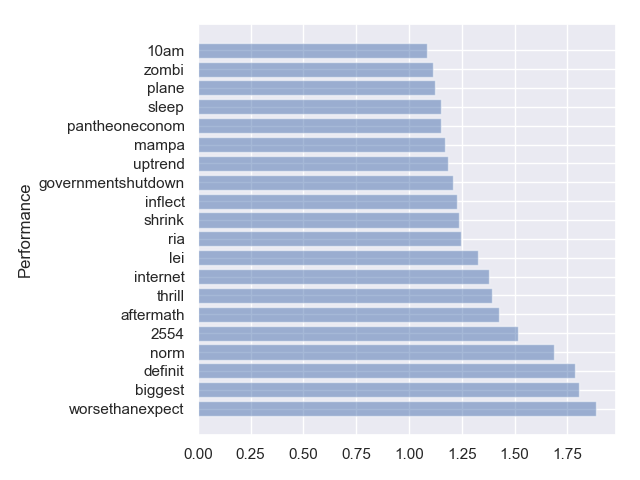 10am
zombi
plane
sleep
pantheoneconom
mampa
uptrend
governmentshutdown
inflect
shrink
ria
lei
internet
thrill
aftermath
2554
norm
definit
biggest
worsethanexpect
Performance
0.00 0.25 0.50 0.75 1.00 1.25 1.50 1.75